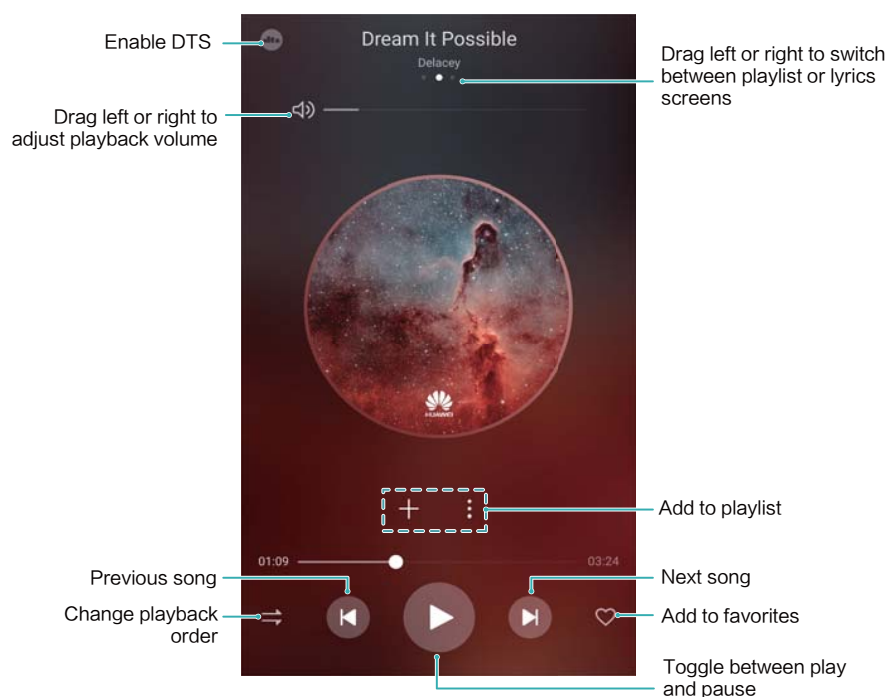 Enable DTS
dts
Dream It Possible
Delacey
Drag left or right to switch
between playlist or lyrics
screens
Drag left or right to
adjust playback volume
HUAWEI
Add to playlist
01:09
03:24
Previous song
Next song
Change playback
order
Add to favorites
Toggle between play
and pause